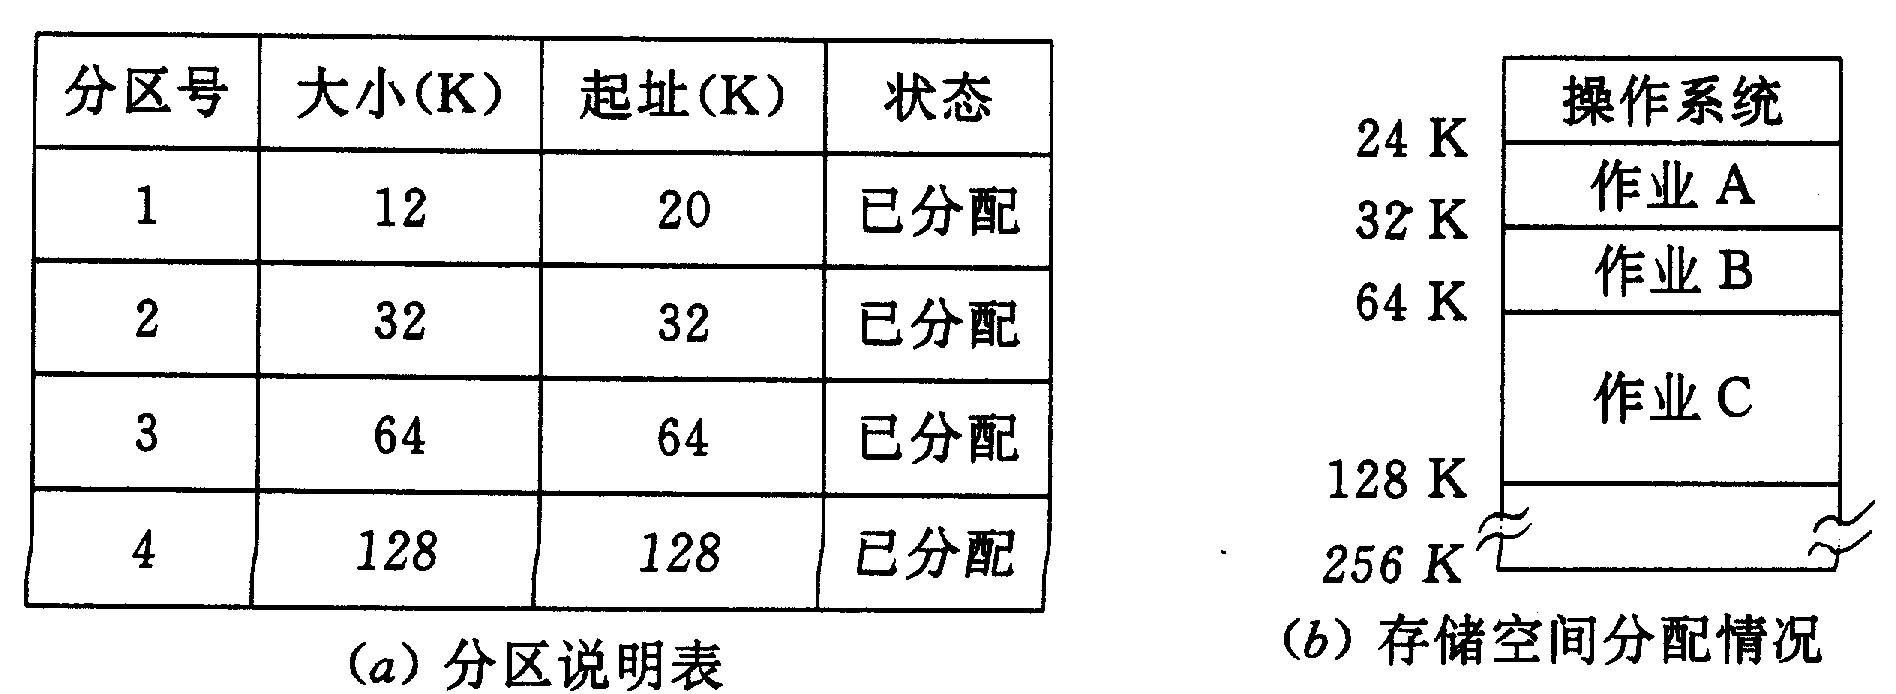 分区号 大小(K) 起址(K) 状态
1 12 20 已分配
2 32 32 已分配
3 64 64 已分配
4 128 128 已分配
(a) 分区说明表
操作系统
24 K
作业 A
32 K
作业 B
64 K
作业 C
128 K
256 K
(b) 存储空间分配情况